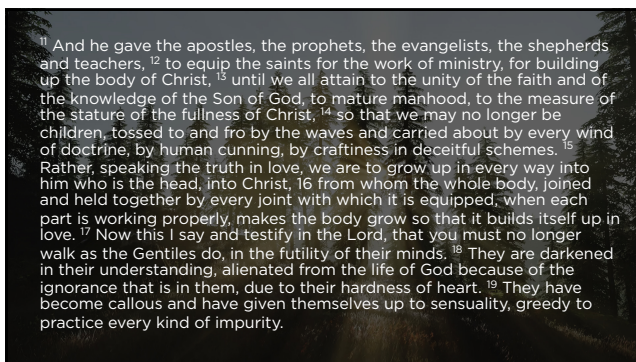 ¹¹ And he gave the apostles, the prophets, the evangelists, the shepherds
and teachers, ¹² to equip the saints for the work of ministry, for building
up the body of Christ, ¹³ until we all attain to the unity of the faith and of
the knowledge of the Son of God, to mature manhood, to the measure of
the stature of the fullness of Christ, ¹⁴ so that we may no longer be
children, tossed to and fro by the waves and carried about by every wind
of doctrine, by human cunning, by craftiness in deceitful schemes. ¹⁵
Rather, speaking the truth in love, we are to grow up in every way into
him who is the head, into Christ, 16 from whom the whole body, joined
and held together by every joint with which it is equipped, when each
part is working properly, makes the body grow so that it builds itself up in
love. ¹⁷ Now this I say and testify in the Lord, that you must no longer
walk as the Gentiles do, in the futility of their minds. ¹⁸ They are darkened
in their understanding, alienated from the life of God because of the
ignorance that is in them, due to their hardness of heart. ¹⁹ They have
become callous and have given themselves up to sensuality, greedy to
practice every kind of impurity.